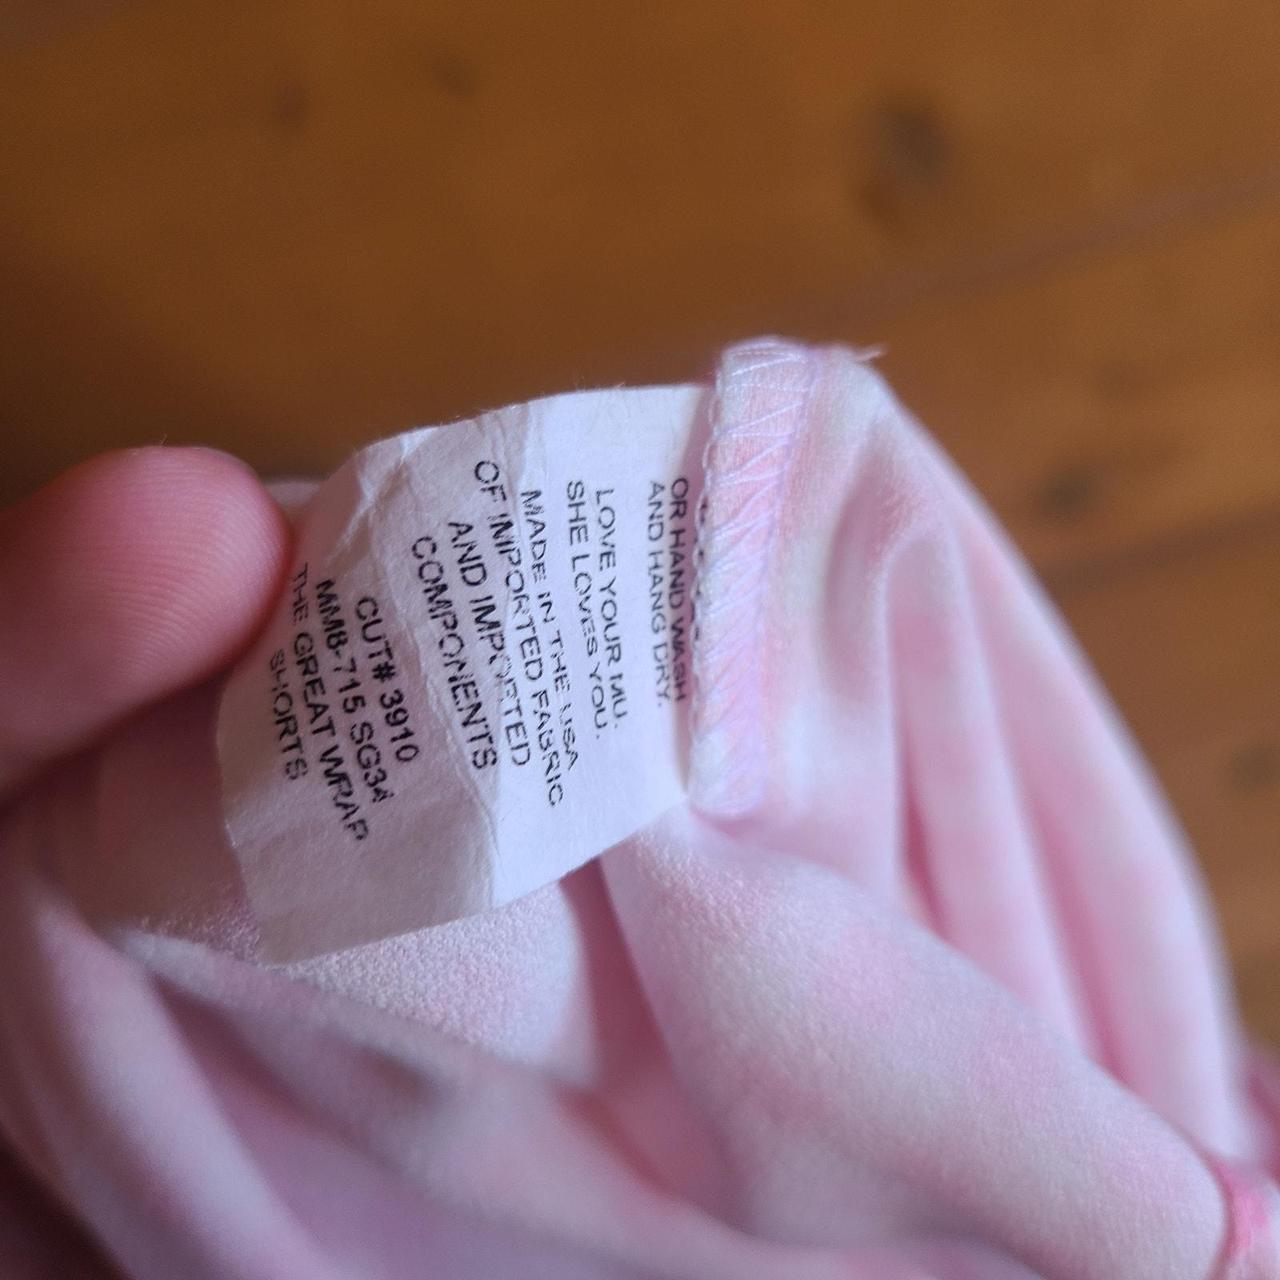 OR HAND WASH
AND HANG DRY.
LOVE YOUR MU.
SHE LOVES YOU.
MADE IN THE USA
OF IMPORTED FABRIC
AND IMPORTED
COMPONENTS
CUT# 3910
MM8-715 SG34
THE GREAT WRAP
SHORTS